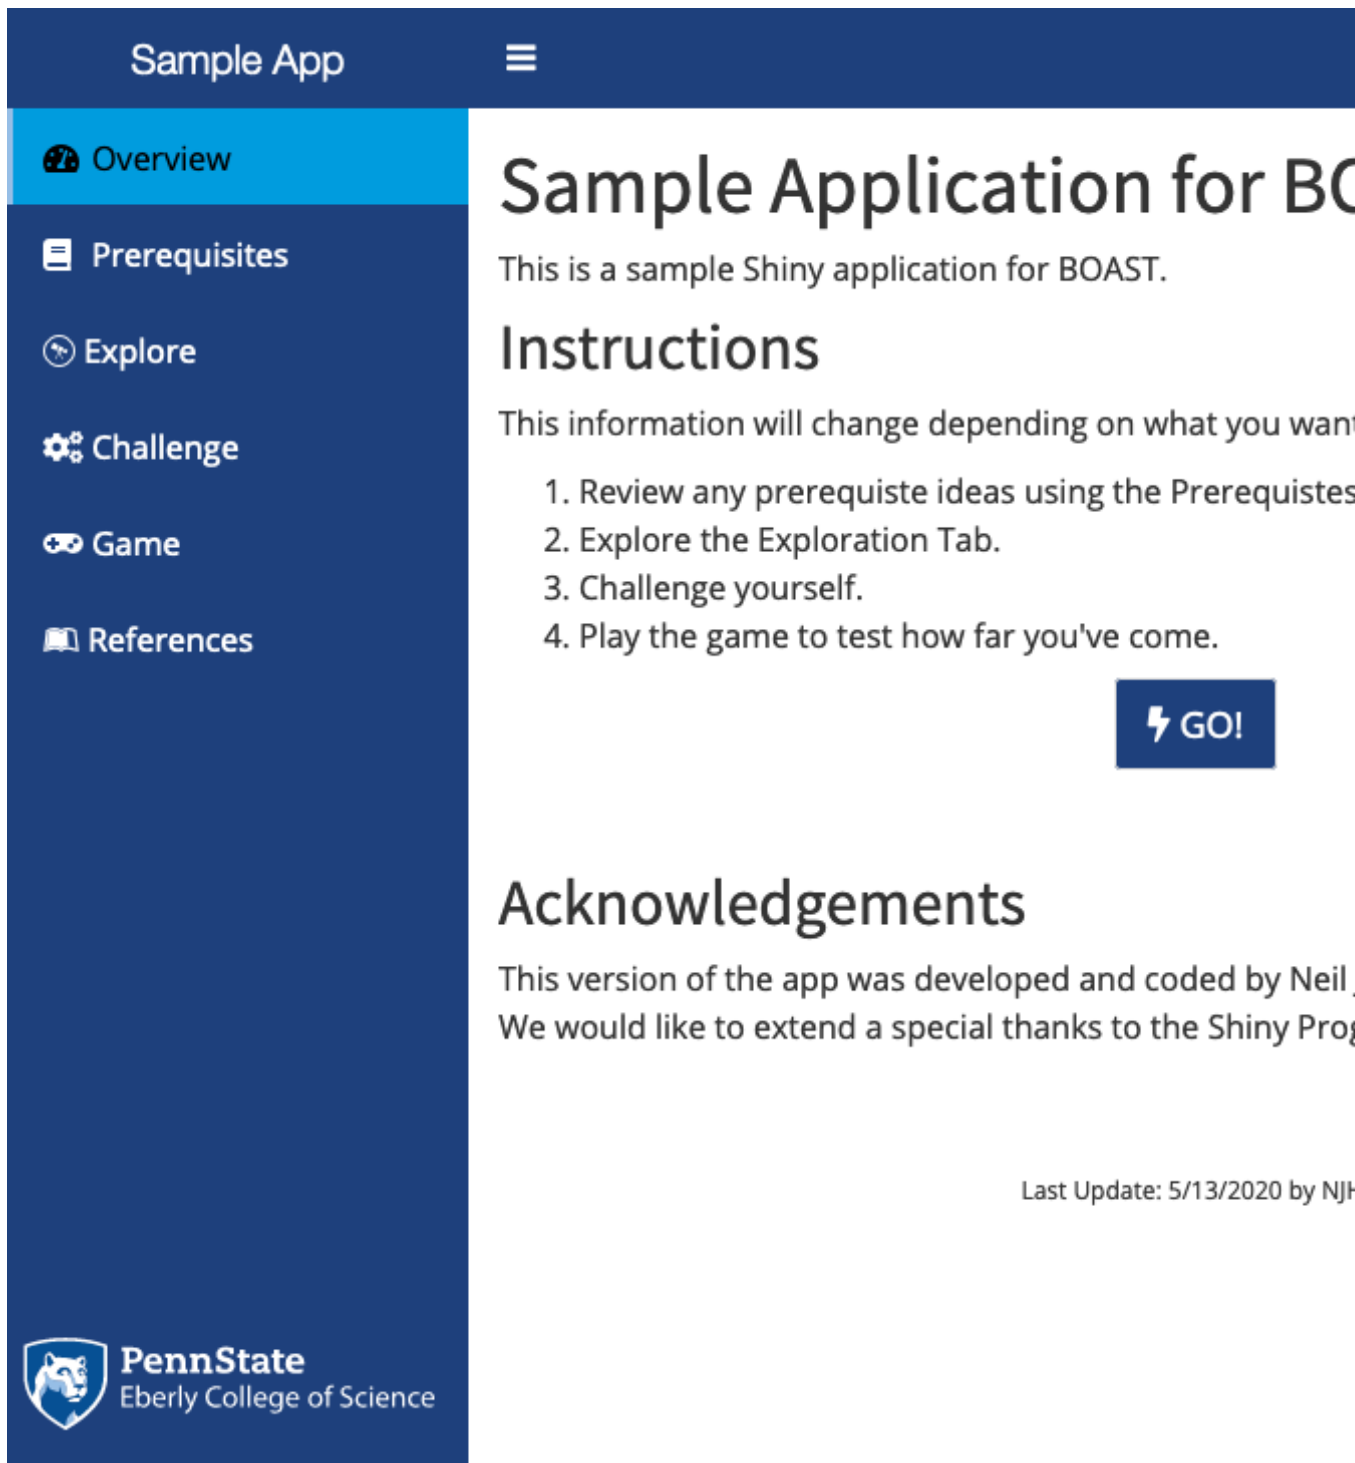 Sample App
Overview
Prerequisites
Explore
Challenge
Game
References
PennState
Eberly College of Science
Sample Application for BO
This is a sample Shiny application for BOAST.
Instructions
This information will change depending on what you want
1. Review any prerequiste ideas using the Prerequistes
2. Explore the Exploration Tab.
3. Challenge yourself.
4. Play the game to test how far you've come.
GO!
Acknowledgements
This version of the app was developed and coded by Neil
We would like to extend a special thanks to the Shiny Prog
Last Update: 5/13/2020 by NJH